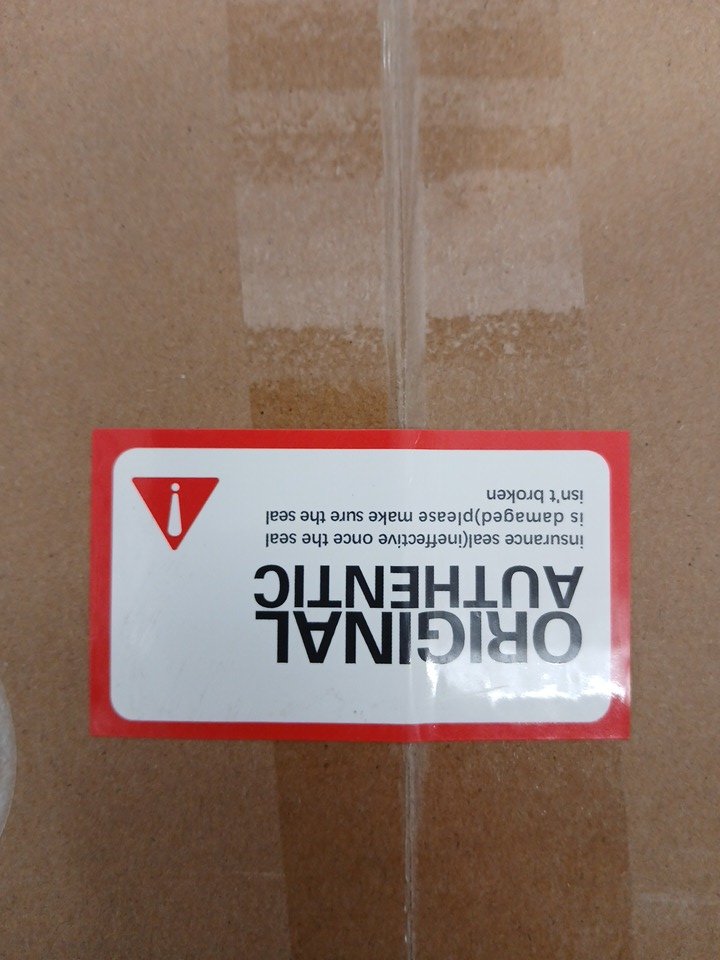 ORIGINAL
AUTHENTIC
insurance seal(ineffective once the seal
is damaged)please make sure the seal
isn't broken